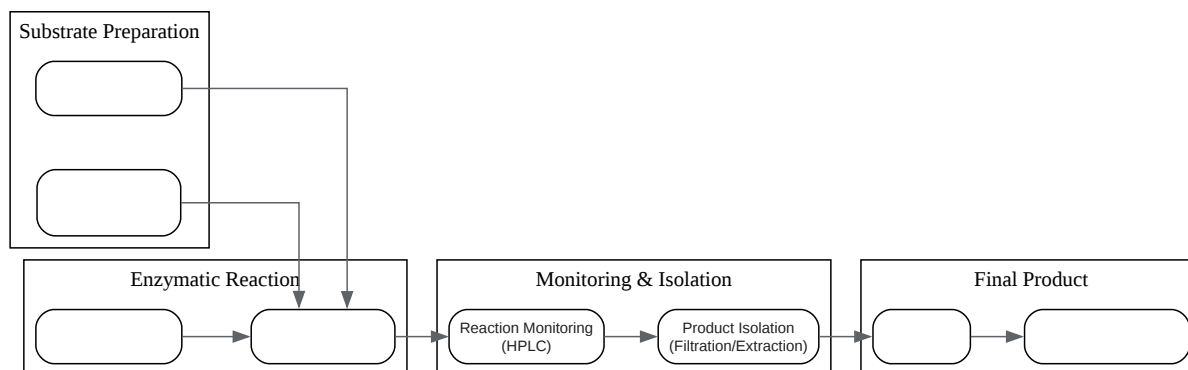 Substrate Preparation
Enzymatic Reaction
Monitoring & Isolation
Final Product
Reaction Monitoring
(HPLC)
Product Isolation
(Filtration/Extraction)